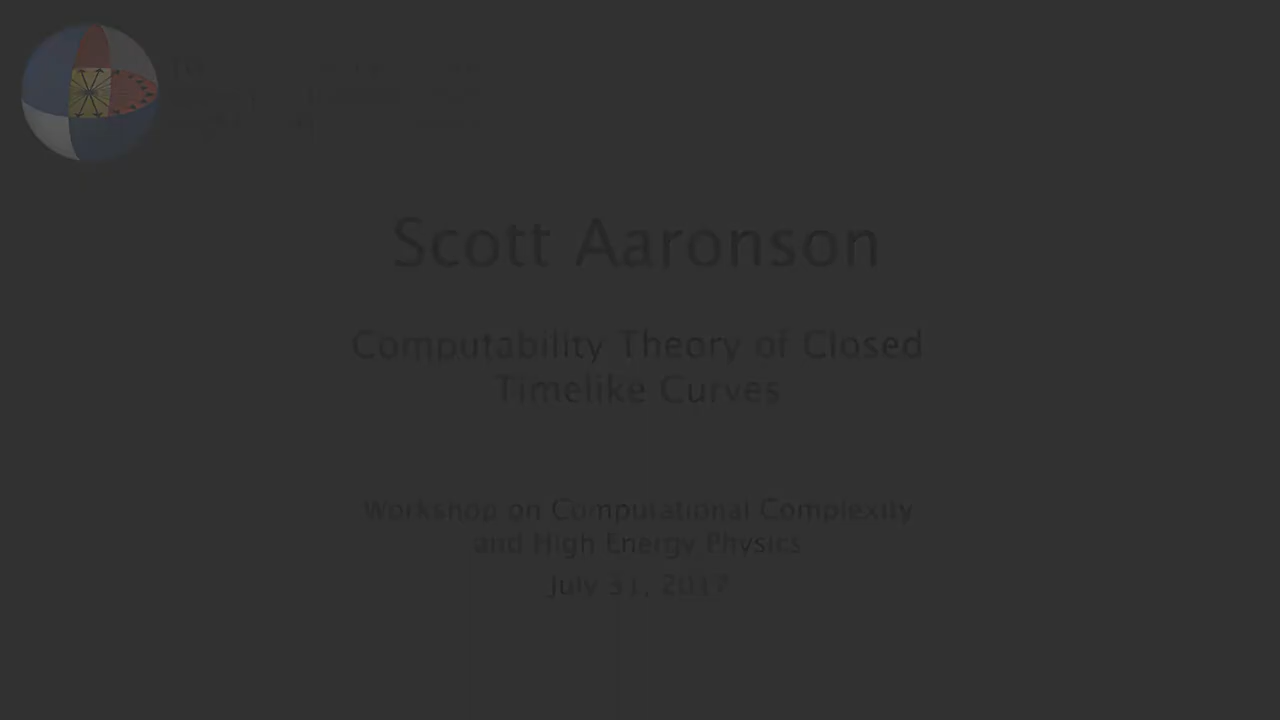 Scott Aaronson
Computability Theory of Closed
Timelike Curves
Workshop on Computational Complexity
and High Energy Physics
July 31, 2017